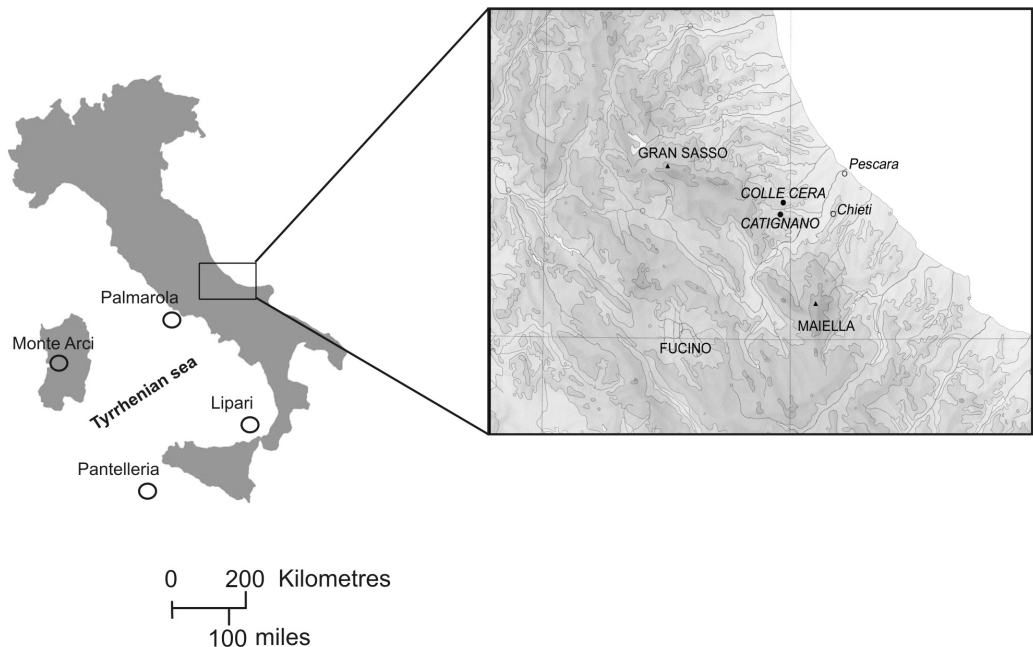 GRAN SASSO
Pescara
COLLE CERA
Chieti
CATIGNANO
MAIELLA
FUCINO
Palmarola
Monte Arci
Tyrrhenian sea
Lipari
Pantelleria
0 200 Kilometres
100 miles